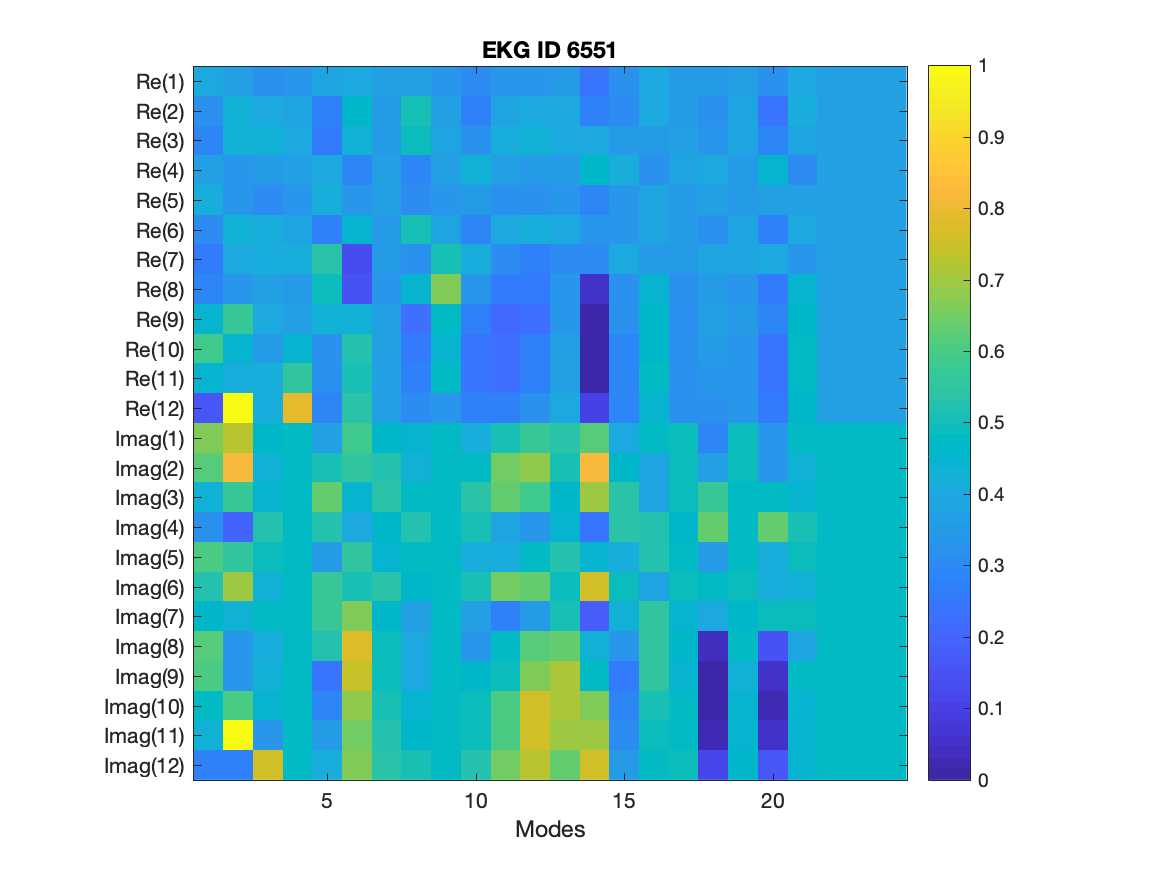 EKG ID 6551
Re(1)
Re(2)
Re(3)
Re(4)
Re(5)
Re(6)
Re(7)
Re(8)
Re(9)
Re(10)
Re(11)
Re(12)
Imag(1)
Imag(2)
Imag(3)
Imag(4)
Imag(5)
Imag(6)
Imag(7)
Imag(8)
Imag(9)
Imag(10)
Imag(11)
Imag(12)
5 10 15 20
Modes
1
0.9
0.8
0.7
0.6
0.5
0.4
0.3
0.2
0.1
0